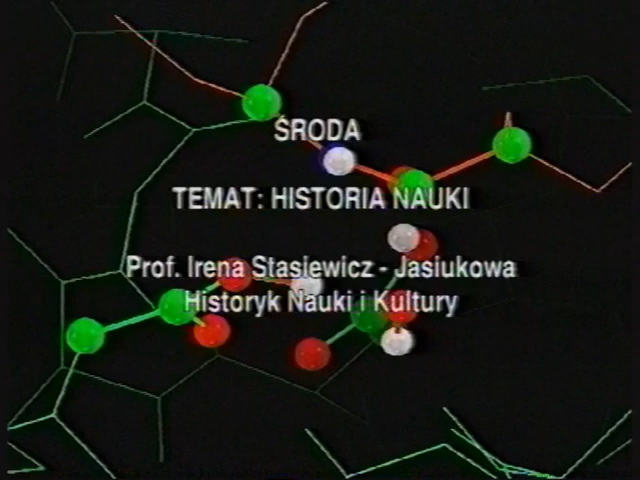 ŚRODA
TEMAT: HISTORIA NAUKI
Prof. Irena Stasiewicz - Jasiukowa
Historyk Nauki i Kultury